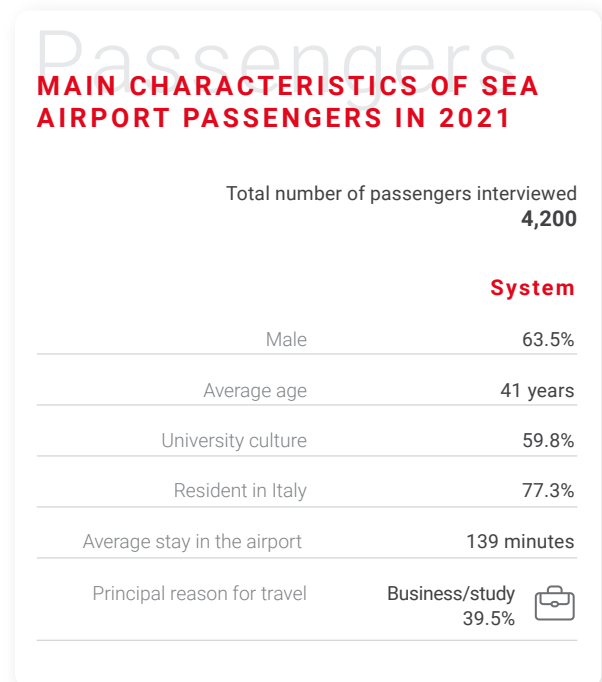 Passengers
MAIN CHARACTERISTICS OF SEA
AIRPORT PASSENGERS IN 2021
Total number of passengers interviewed
4,200
System
Male 63.5%
Average age 41 years
University culture 59.8%
Resident in Italy 77.3%
Average stay in the airport 139 minutes
Principal reason for travel Business/study
39.5%